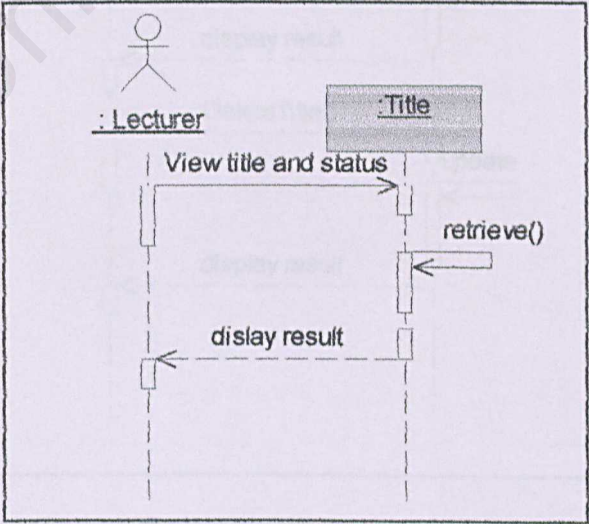 : Lecturer
:Title
View title and status
retrieve()
dislay result